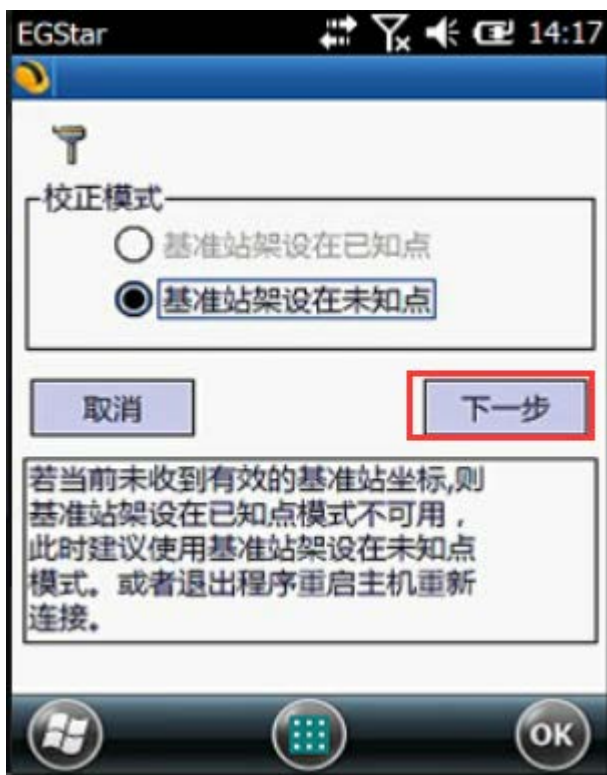 EGStar 14:17
校正模式
基准站架设在已知点
基准站架设在未知点
取消 下一步
若当前未收到有效的基准站坐标,则
基准站架设在已知点模式不可用，
此时建议使用基准站架设在未知点
模式。或者退出程序重启主机重新
连接。
OK